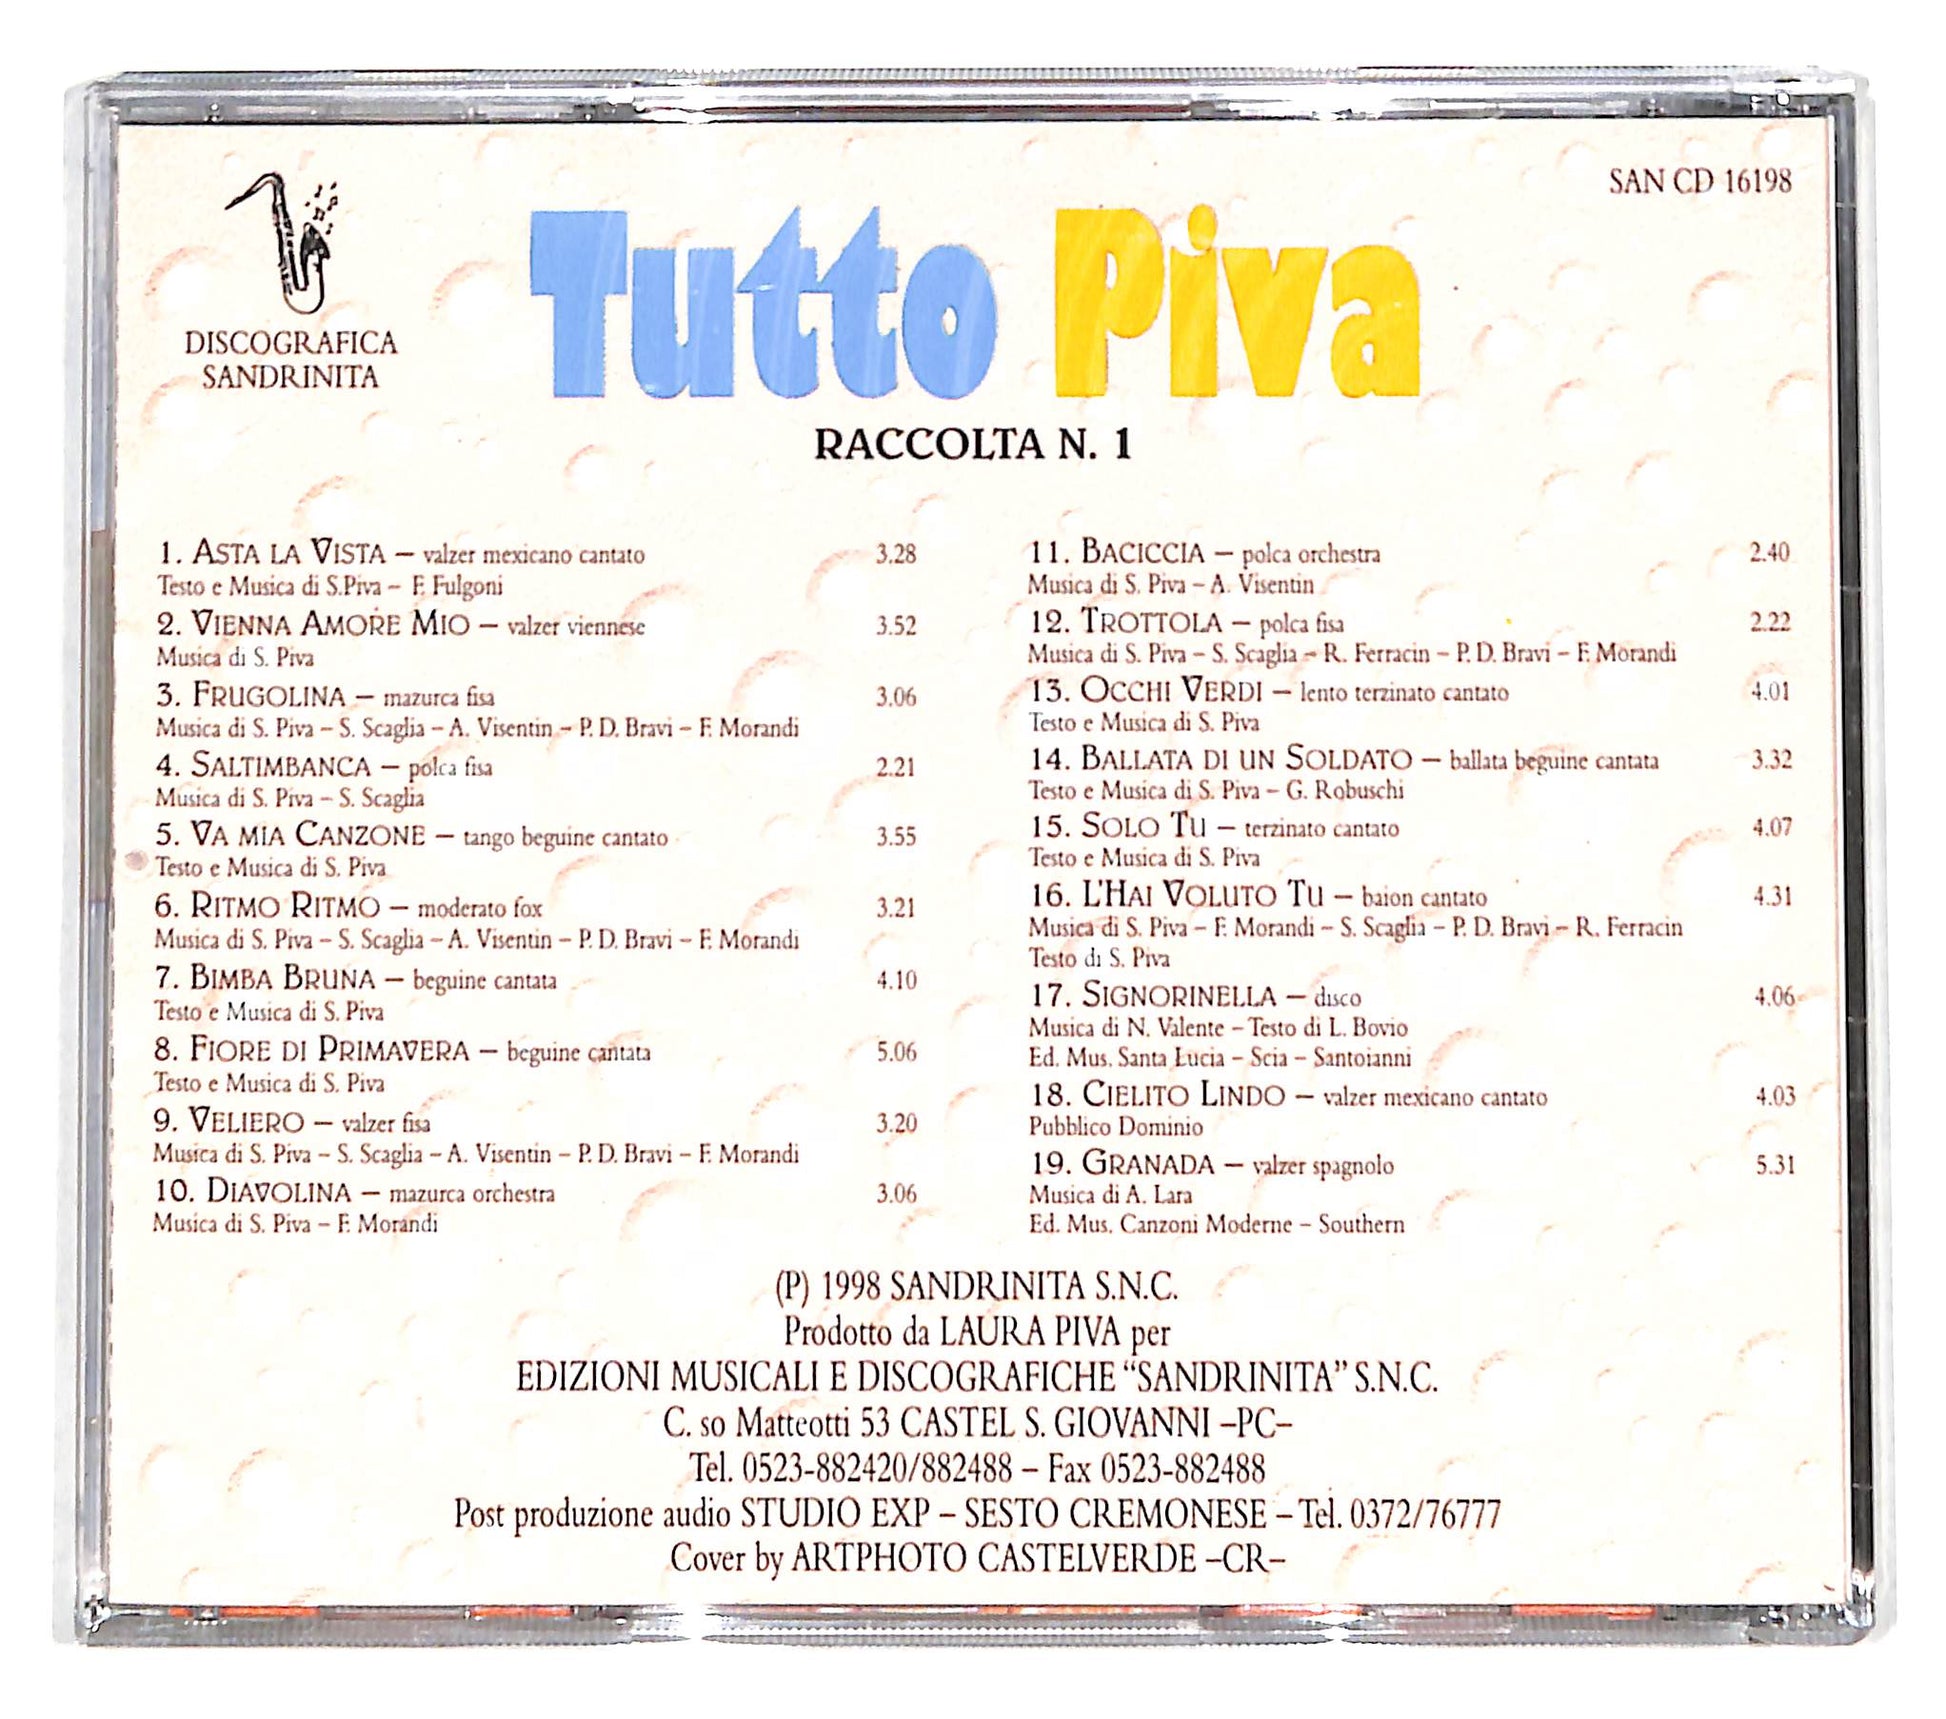 SAN CD 16198
DISCOGRAFICA
SANDRINITA
Tutto Piva
RACCOLTA N. 1
1. ASTA LA VISTA – valzer mexicano cantato 3.28
Testo e Musica di S.Piva – F. Fulgoni
2. VIENNA AMORE MIO – valzer viennese 3.52
Musica di S. Piva
3. FRUGOLINA – mazurca fisa 3.06
Musica di S. Piva – S. Scaglia – A. Visentin – P. D. Bravi – F. Morandi
4. SALTIMBANCA – polca fisa 2.21
Musica di S. Piva – S. Scaglia
5. VA MIA CANZONE – tango beguine cantato 3.55
Testo e Musica di S. Piva
6. RITMO RITMO – moderato fox 3.21
Musica di S. Piva – S. Scaglia – A. Visentin – P. D. Bravi – F. Morandi
7. BIMBA BRUNA – beguine cantata 4.10
Testo e Musica di S. Piva
8. FIORE DI PRIMAVERA – beguine cantata 5.06
Testo e Musica di S. Piva
9. VELIERO – valzer fisa 3.20
Musica di S. Piva – S. Scaglia – A. Visentin – P. D. Bravi – F. Morandi
10. DIAVOLINA – mazurca orchestra 3.06
Musica di S. Piva – F. Morandi
11. BACICCIA – polca orchestra 2.40
Musica di S. Piva – A. Visentin
12. TROTTOLA – polca fisa 2.22
Musica di S. Piva – S. Scaglia – R. Ferracin – P. D. Bravi – F. Morandi
13. OCCHI VERDI – lento terzinato cantato 4.01
Testo e Musica di S. Piva
14. BALLATA DI UN SOLDATO – ballata beguine cantata 3.32
Testo e Musica di S. Piva – G. Robuschi
15. SOLO TU – terzinato cantato 4.07
Testo e Musica di S. Piva
16. L'HAI VOLUTO TU – baion cantato 4.31
Musica di S. Piva – F. Morandi – S. Scaglia – P. D. Bravi – R. Ferracin
Testo di S. Piva
17. SIGNORINELLA – disco 4.06
Musica di N. Valente – Testo di L. Bovio
Ed. Mus. Santa Lucia – Scia – Santoianni
18. CIELITO LINDO – valzer mexicano cantato 4.03
Pubblico Dominio
19. GRANADA – valzer spagnolo 5.31
Musica di A. Lara
Ed. Mus. Canzoni Moderne – Southern
(P) 1998 SANDRINITA S.N.C.
Prodotto da LAURA PIVA per
EDIZIONI MUSICALI E DISCOGRAFICHE “SANDRINITA” S.N.C.
C. so Matteotti 53 CASTEL S. GIOVANNI –PC–
Tel. 0523-882420/882488 – Fax 0523-882488
Post produzione audio STUDIO EXP – SESTO CREMONESE – Tel. 0372/76777
Cover by ARTPHOTO CASTELVERDE –CR–